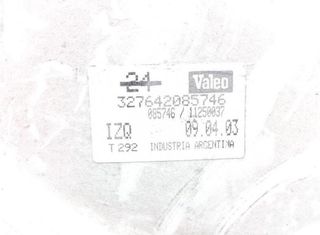 24 Valeo
327642085746
085746 / 11250037
IZQ 09.04.03
T 292 INDUSTRIA ARGENTINA